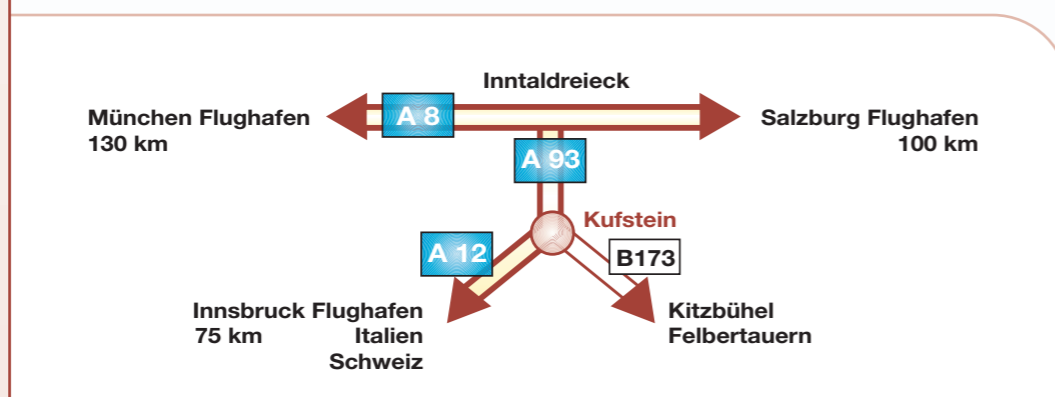 Inntaldreieck
München Flughafen
130 km
A 8
Salzburg Flughafen
100 km
A 93
Kufstein
A 12
B173
Innsbruck Flughafen
75 km Italien
Schweiz
Kitzbühel
Felbertauern